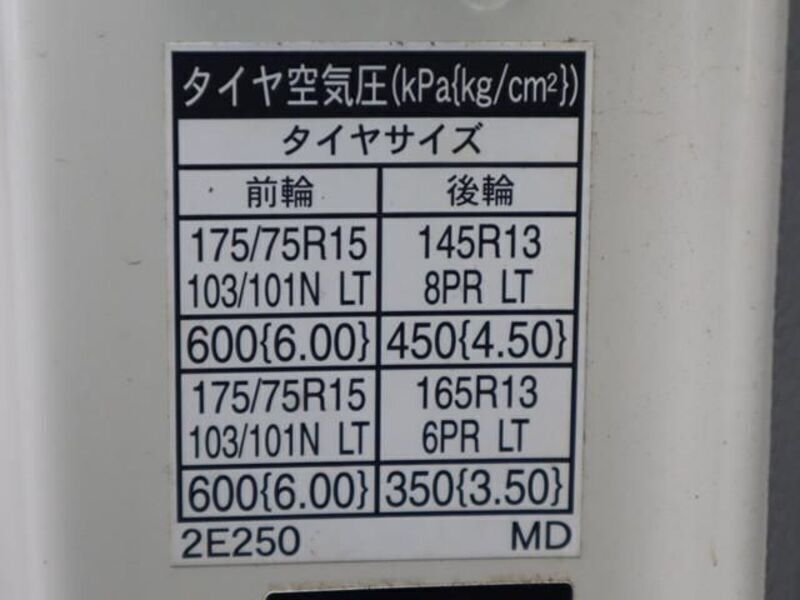 タイヤ空気圧(kPa{kg/cm²})
タイヤサイズ
前輪 後輪
175/75R15 145R13
103/101N LT 8PR LT
600{6.00} 450{4.50}
175/75R15 165R13
103/101N LT 6PR LT
600{6.00} 350{3.50}
2E250 MD